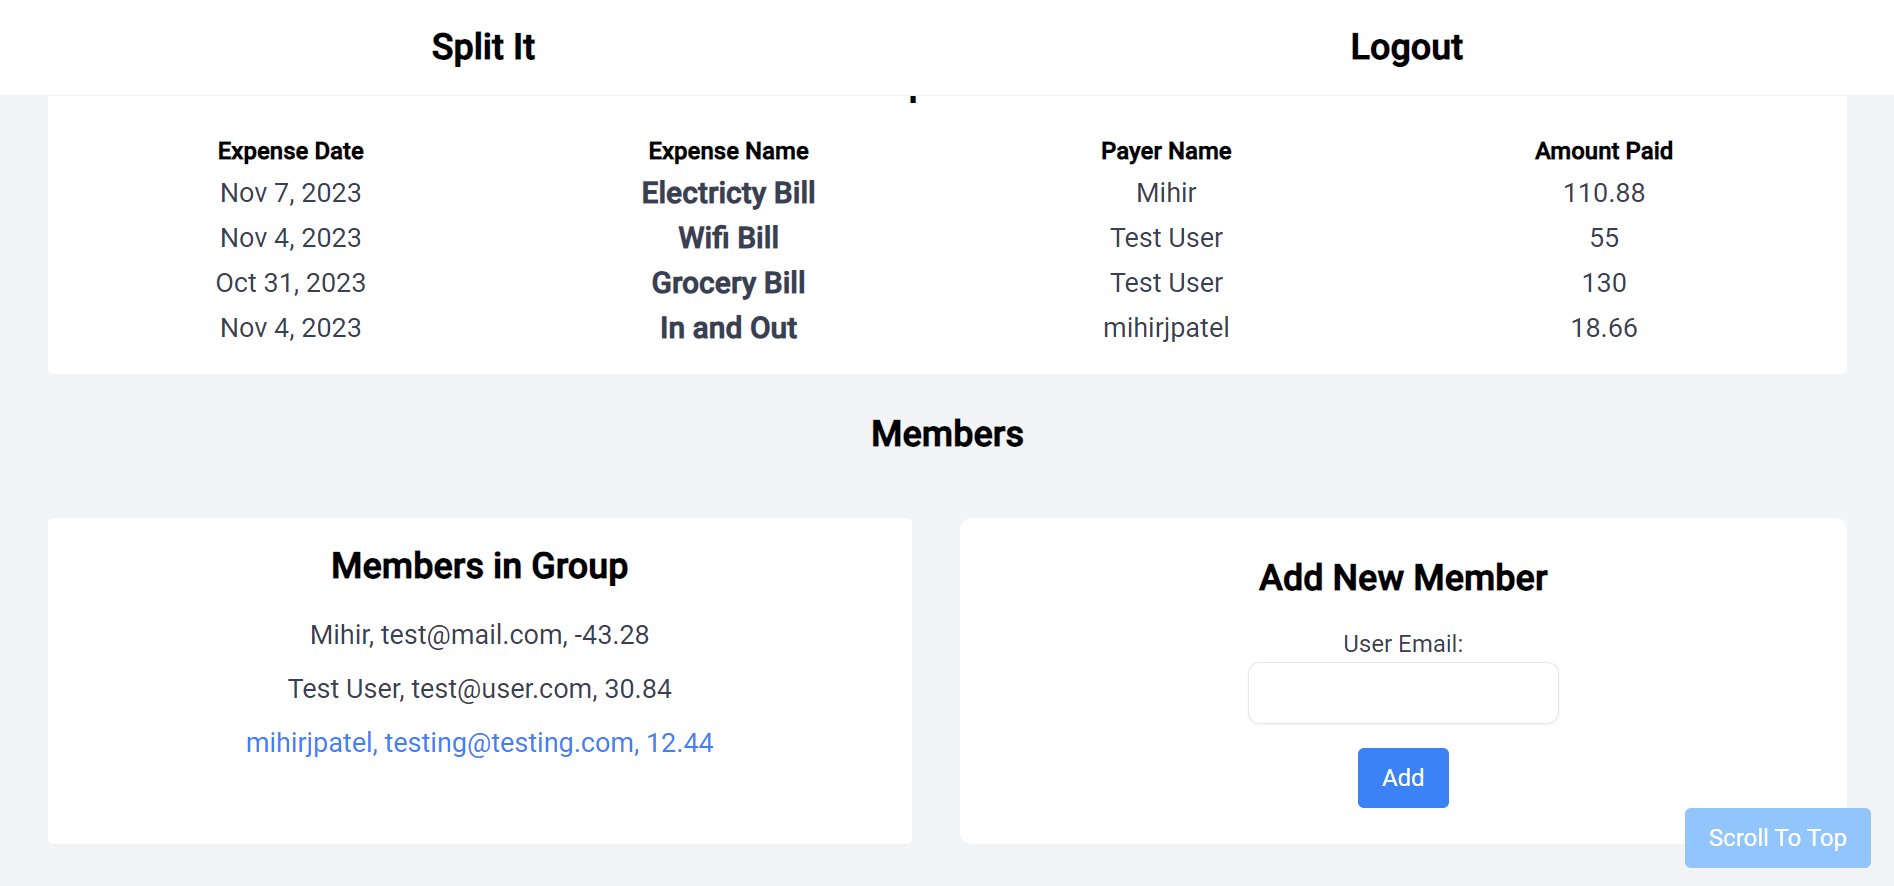 Split It Logout
Expense Date Expense Name Payer Name Amount Paid
Nov 7, 2023 Electricty Bill Mihir 110.88
Nov 4, 2023 Wifi Bill Test User 55
Oct 31, 2023 Grocery Bill Test User 130
Nov 4, 2023 In and Out mihirjpatel 18.66
Members
Members in Group
Mihir, test@mail.com, -43.28
Test User, test@user.com, 30.84
mihirjpatel, testing@testing.com, 12.44
Add New Member
User Email:
Add
Scroll To Top